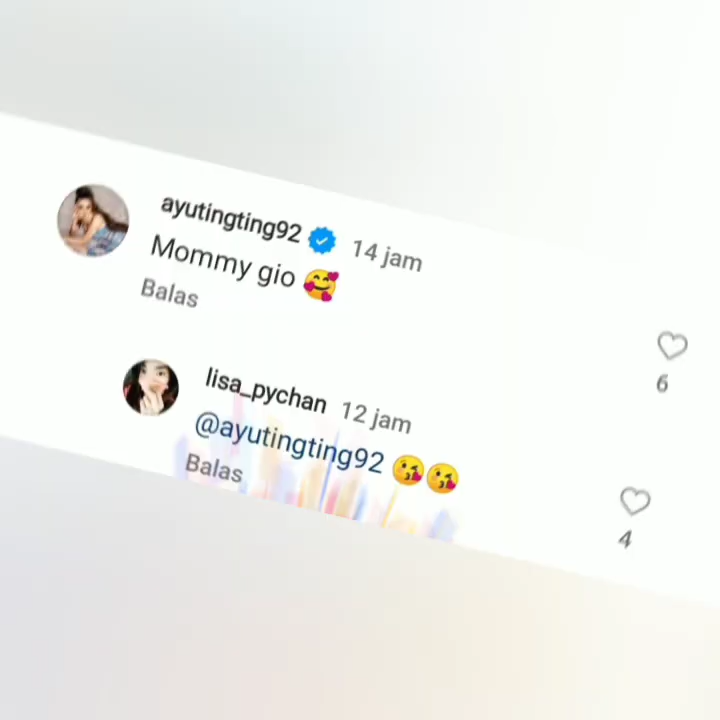 ayutingting92 14 jam
Mommy gio 🥰
Balas
6
lisa_pychan 12 jam
@ayutingting92 😘😘
Balas
4